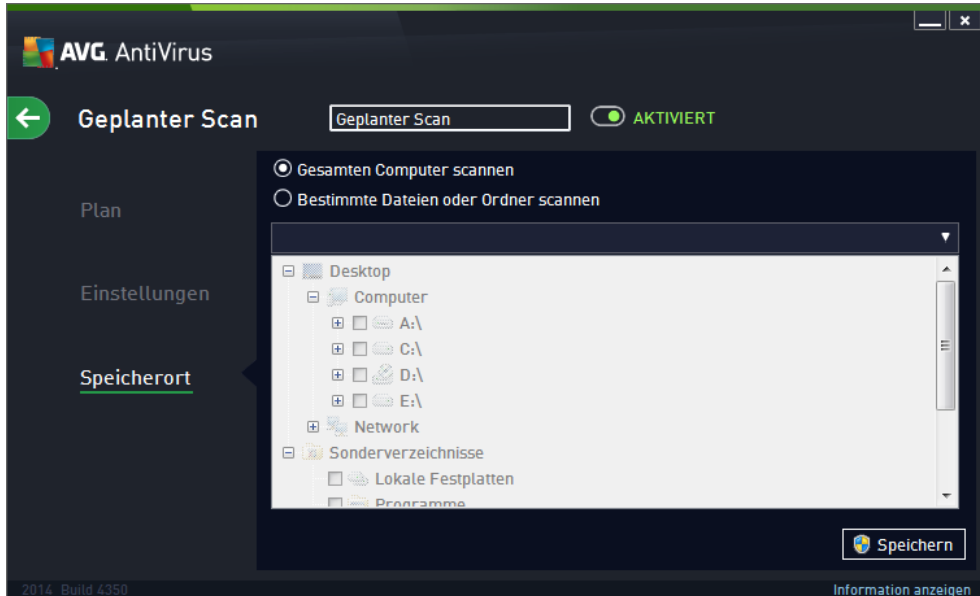 AVG AntiVirus
Geplanter Scan
Geplanter Scan
AKTIVIERT
Gesamten Computer scannen
Bestimmte Dateien oder Ordner scannen
Plan
Einstellungen
Speicherort
Desktop
Computer
A:\
C:\
D:\
E:\
Network
Sonderverzeichnisse
Lokale Festplatten
Programme
Speichern
2014 Build 4350
Information anzeigen